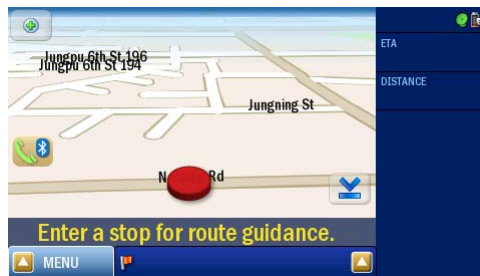 Jungpu 6th St 196
Jungpu 6th St 194
Jungning St
N Rd
Enter a stop for route guidance.
MENU
ETA
DISTANCE